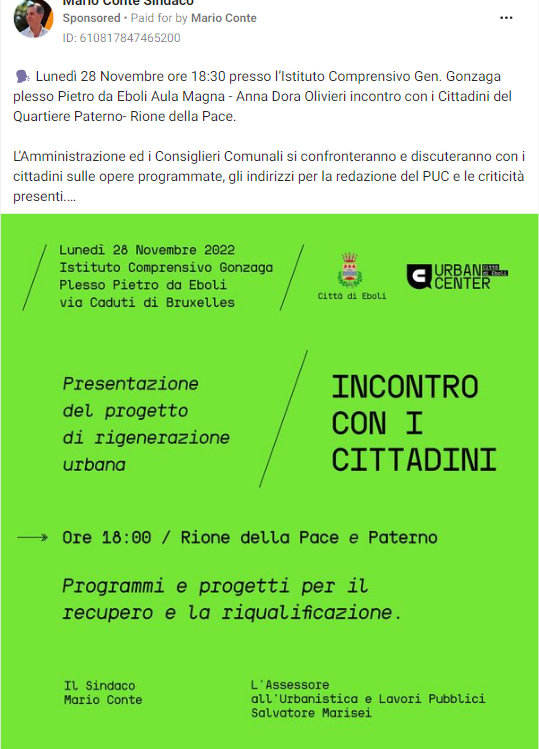 Mario Conte Sindaco
Sponsored • Paid for by Mario Conte
ID: 610817847465200
Lunedì 28 Novembre ore 18:30 presso l'Istituto Comprensivo Gen. Gonzaga
plesso Pietro da Eboli Aula Magna - Anna Dora Olivieri incontro con i Cittadini del
Quartiere Paterno- Rione della Pace.
L'Amministrazione ed i Consiglieri Comunali si confronteranno e discuteranno con i
cittadini sulle opere programmate, gli indirizzi per la redazione del PUC e le criticità
presenti....
Lunedì 28 Novembre 2022
Istituto Comprensivo Gonzaga
Plesso Pietro da Eboli
via Caduti di Bruxelles
Città di Eboli
URBAN Città di Eboli
CENTER
Presentazione
del progetto
di rigenerazione
urbana
INCONTRO
CON I
CITTADINI
Ore 18:00 / Rione della Pace e Paterno
Programmi e progetti per il
recupero e la riqualificazione.
Il Sindaco
Mario Conte
L'Assessore
all'Urbanistica e Lavori Pubblici
Salvatore Marisei